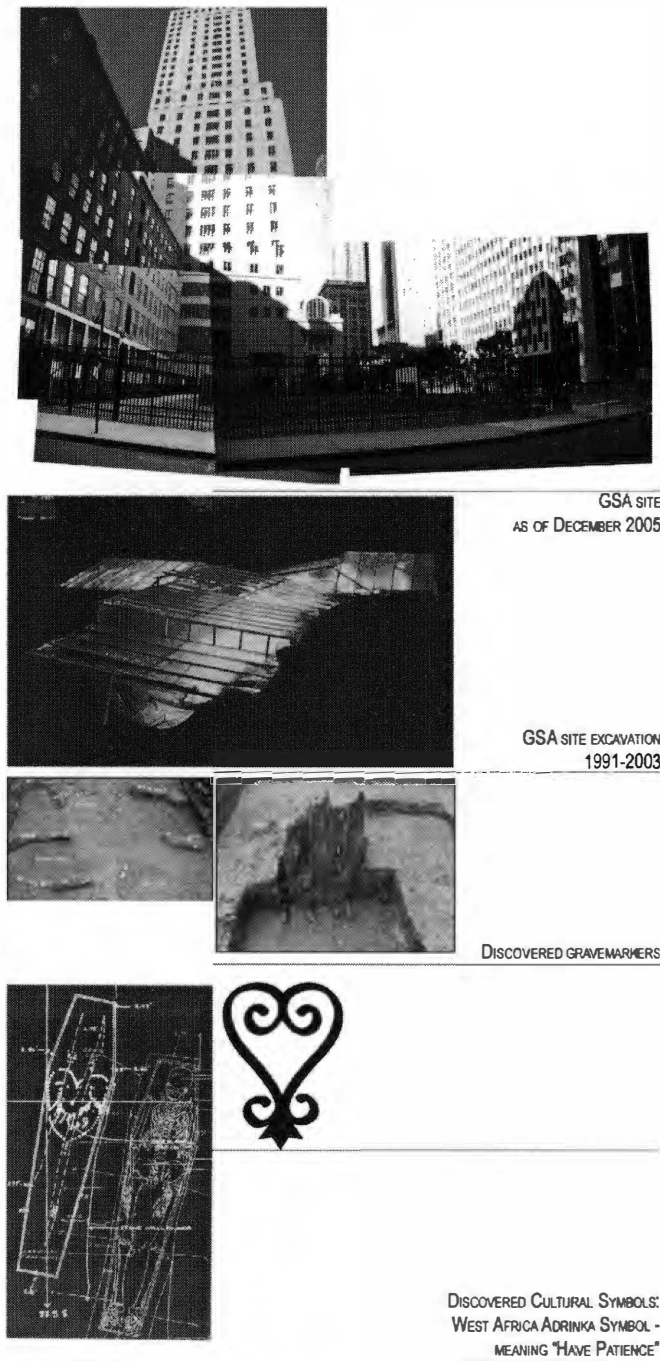 GSA SITE
AS OF DECEMBER 2005
GSA SITE EXCAVATION
1991-2003
DISCOVERED GRAVEMARKERS
DISCOVERED CULTURAL SYMBOLS:
WEST AFRICA ADRINKA SYMBOL -
MEANING "HAVE PATIENCE"